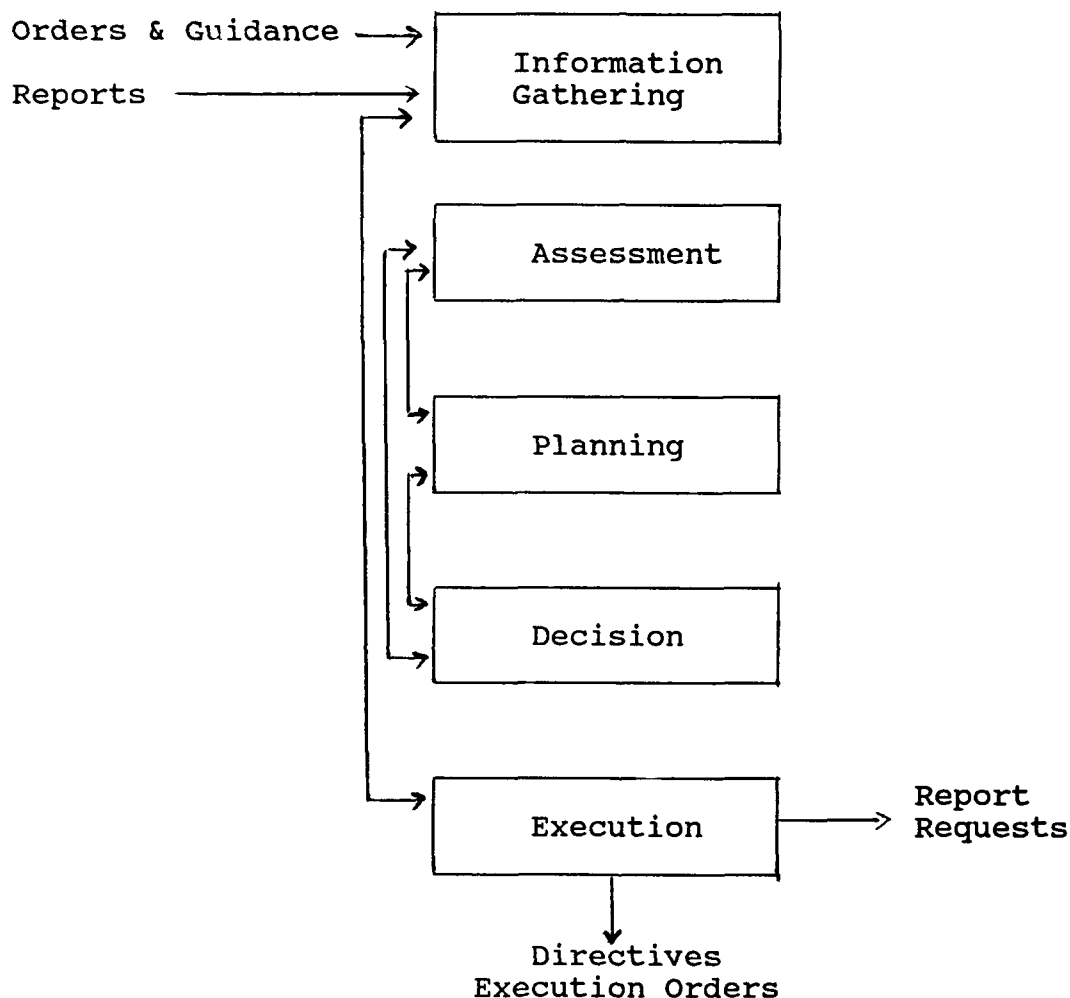 Orders & Guidance
Information
Gathering
Reports
Assessment
Planning
Decision
Execution
Report
Requests
Directives
Execution Orders